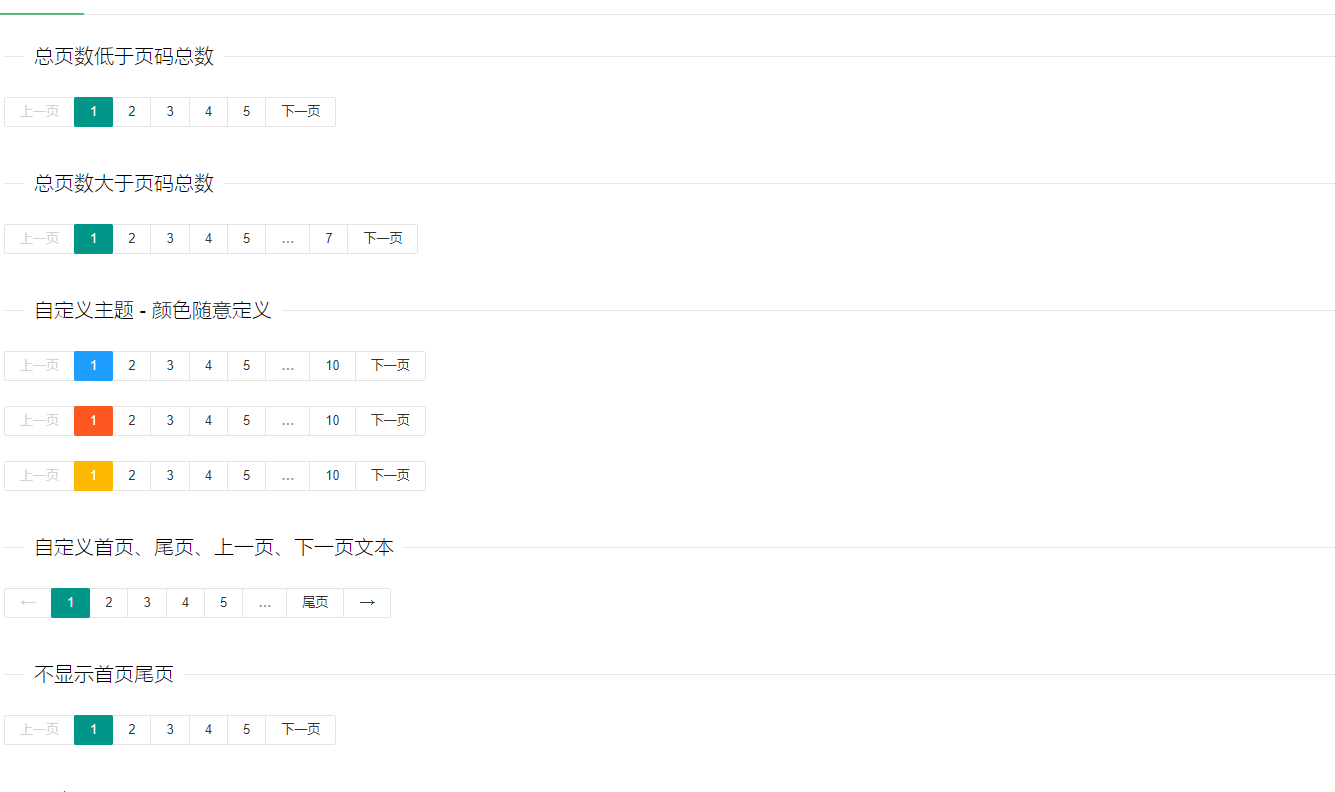 总页数低于页码总数
上一页 1 2 3 4 5 下一页
总页数大于页码总数
上一页 1 2 3 4 5 … 7 下一页
自定义主题 - 颜色随意定义
上一页 1 2 3 4 5 … 10 下一页
上一页 1 2 3 4 5 … 10 下一页
上一页 1 2 3 4 5 … 10 下一页
自定义首页、尾页、上一页、下一页文本
← 1 2 3 4 5 … 尾页 →
不显示首页尾页
上一页 1 2 3 4 5 下一页